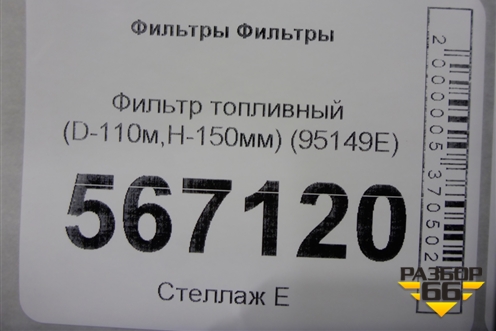 Фильтры Фильтры
Фильтр топливный
(D-110м,H-150мм) (95149E)
567120
Стеллаж Е
2000005370502
РАЗБОР
66